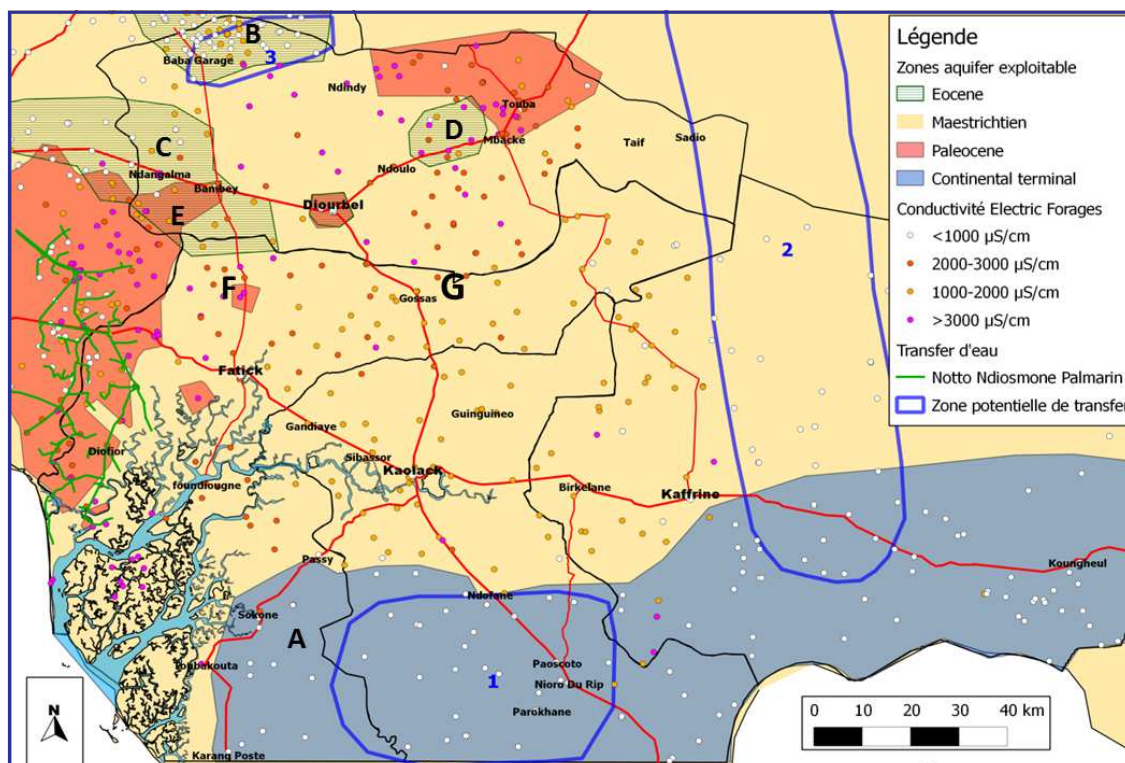 B
Baba Garage
3
Ndindy
Touba
D
Mbacke
Taif
Sadio
C
Ndangalma
Bambey
Ndoulo
E
Diourbel
2
F
G
Gossas
Fatick
Guinguineo
Gandiaye
Diofior
Sibassor
Kaolack
foundiougne
Birkelane
Kaffrine
Passy
Koungheul
Ndofane
Sokone
A
Toubakouta
Paoscoto
1
Nioro Du Rip
Parokhane
Karang Poste
N
Légende
Zones aquifer exploitable
Eocene
Maestrichtien
Paleocene
Continental terminal
Conductivité Electric Forages
<1000 µS/cm
2000-3000 µS/cm
1000-2000 µS/cm
>3000 µS/cm
Transfer d'eau
Notto Ndiosmone Palmarin
Zone potentielle de transfer
0 10 20 30 40 km